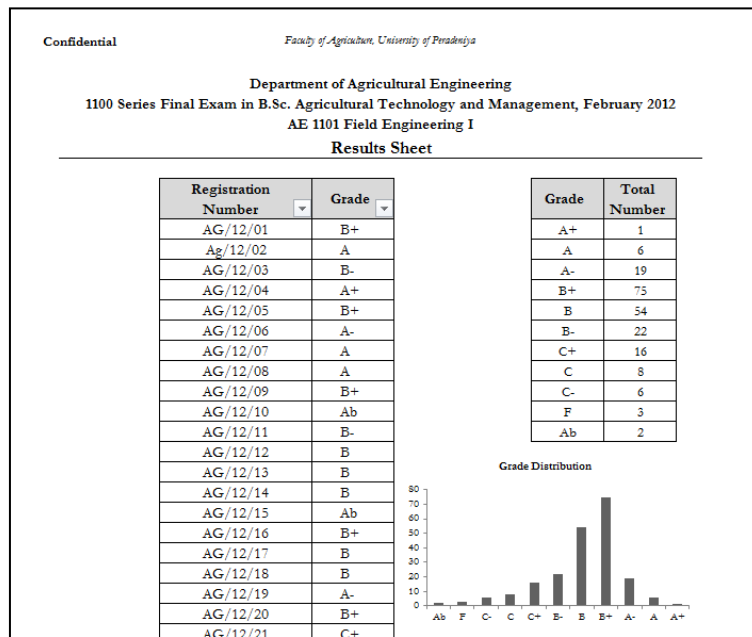 Confidential
Faculty of Agriculture, University of Peradeniya
Department of Agricultural Engineering
1100 Series Final Exam in B.Sc. Agricultural Technology and Management, February 2012
AE 1101 Field Engineering I
Results Sheet
Registration Number Grade
AG/12/01 B+
Ag/12/02 A
AG/12/03 B-
AG/12/04 A+
AG/12/05 B+
AG/12/06 A-
AG/12/07 A
AG/12/08 A
AG/12/09 B+
AG/12/10 Ab
AG/12/11 B-
AG/12/12 B
AG/12/13 B
AG/12/14 B
AG/12/15 Ab
AG/12/16 B+
AG/12/17 B
AG/12/18 B
AG/12/19 A-
AG/12/20 B+
AG/12/21 C+
Grade Total Number
A+ 1
A 6
A- 19
B+ 75
B 54
B- 22
C+ 16
C 8
C- 6
F 3
Ab 2
Grade Distribution
80
70
60
50
40
30
20
10
0
Ab F C- C C+ B- B B+ A- A A+